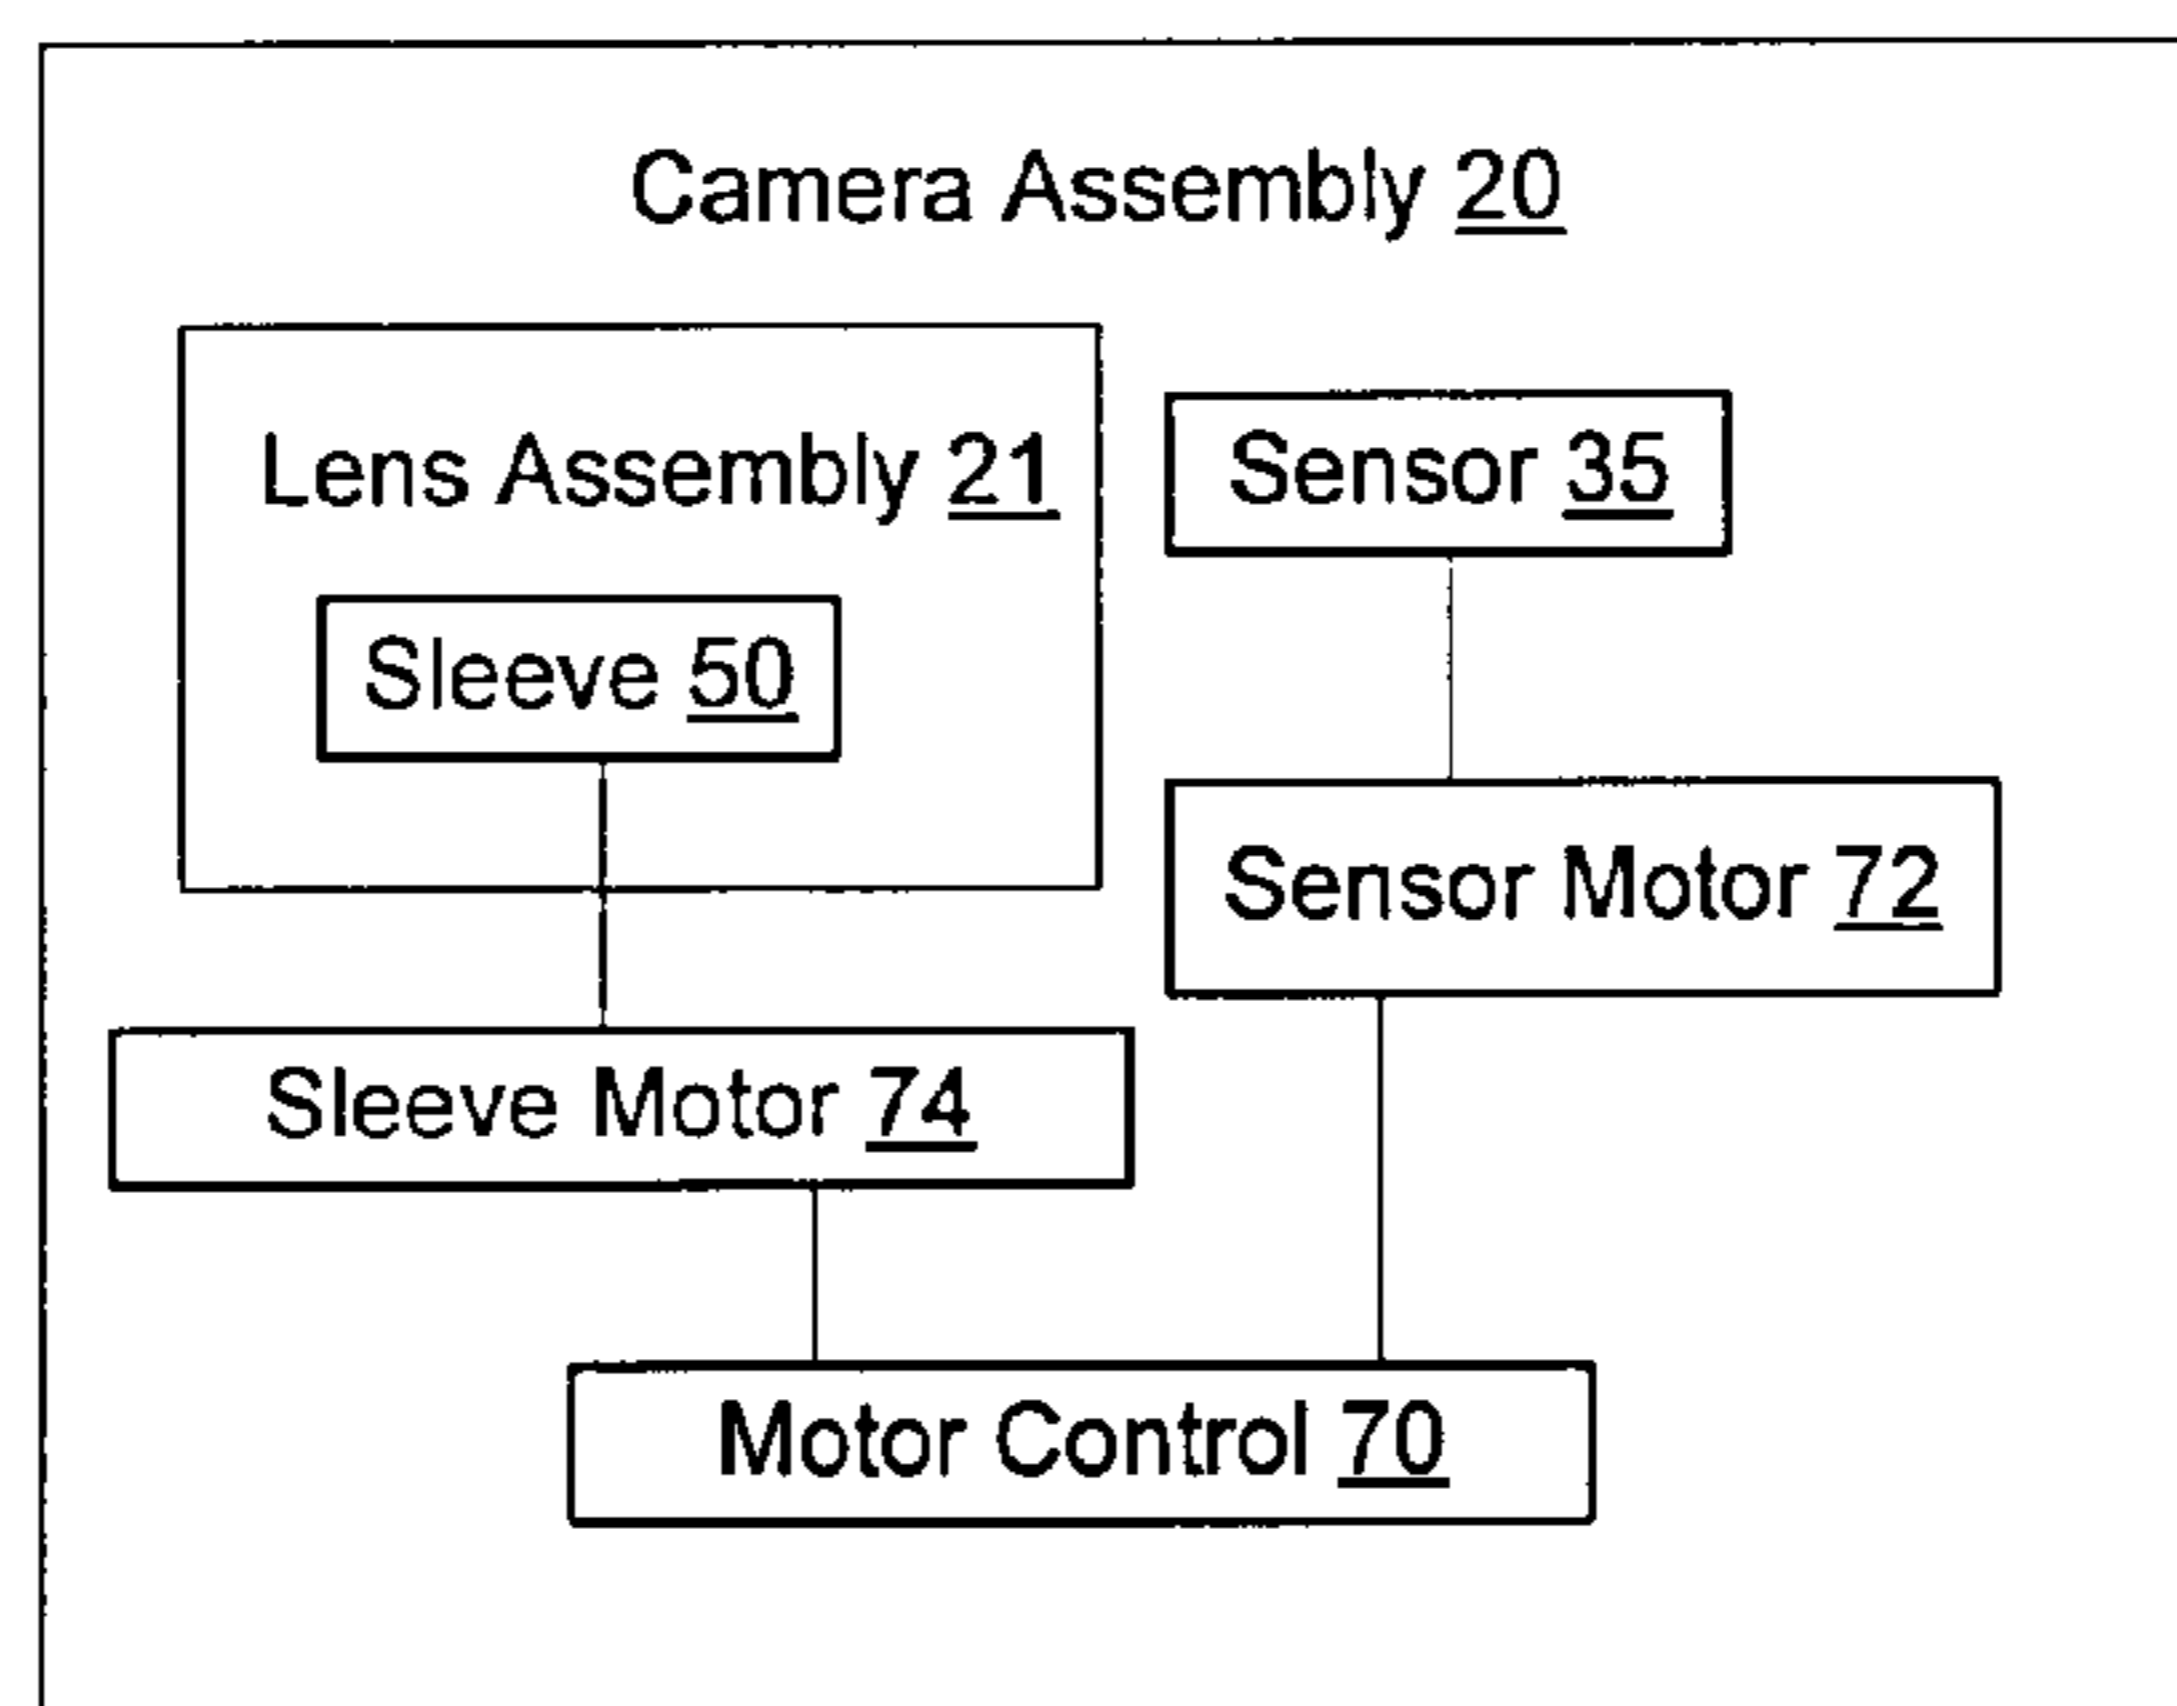 Camera Assembly 20
Lens Assembly 21
Sensor 35
Sleeve 50
Sensor Motor 72
Sleeve Motor 74
Motor Control 70